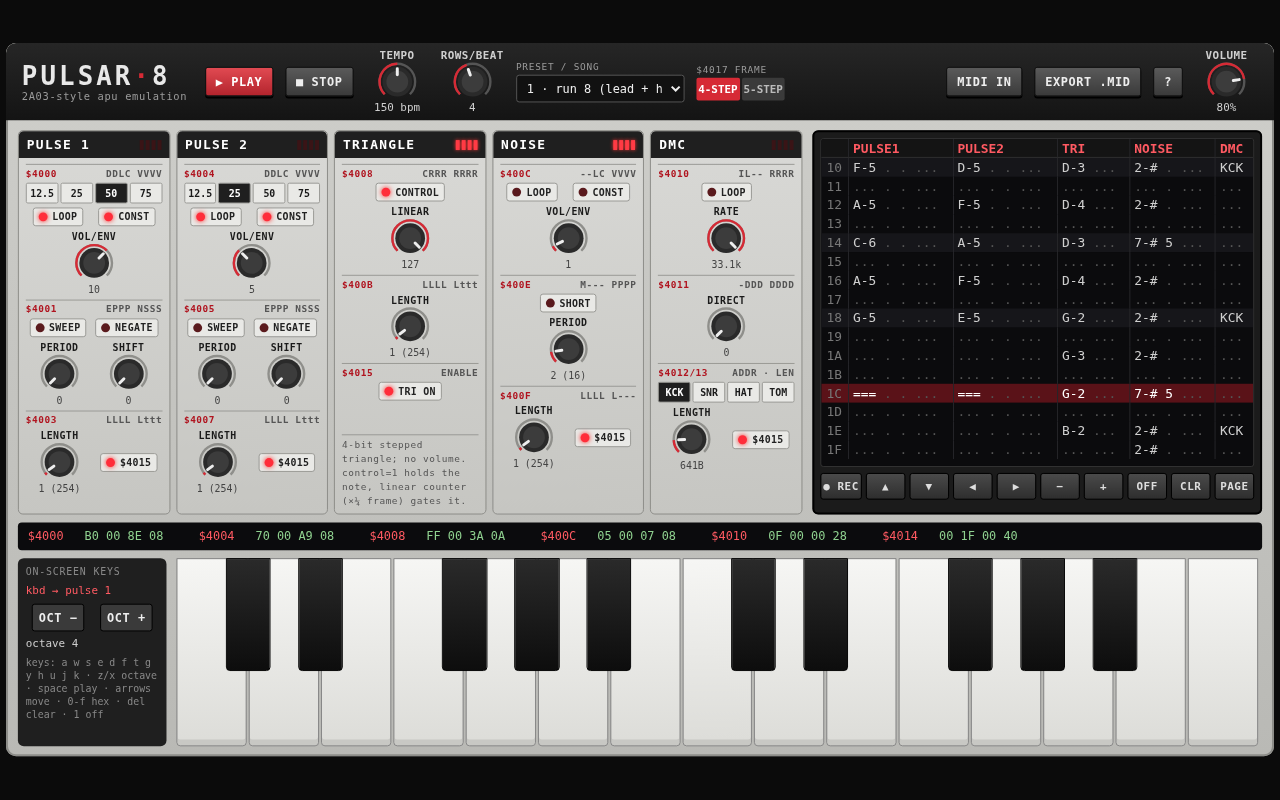 PULSAR·8
2A03-style apu emulation
▶ PLAY
■ STOP
TEMPO
150 bpm
ROWS/BEAT
4
PRESET / SONG
1 · run 8 (lead + h
$4017 FRAME
4-STEP 5-STEP
MIDI IN
EXPORT .MID
?
VOLUME
80%
PULSE 1
$4000 DDLC VVVV
12.5 25 50 75
LOOP CONST
VOL/ENV
10
$4001 EPPP NSSS
SWEEP NEGATE
PERIOD SHIFT
0 0
$4003 LLLL Lttt
LENGTH
$4015
1 (254)
PULSE 2
$4004 DDLC VVVV
12.5 25 50 75
LOOP CONST
VOL/ENV
5
$4005 EPPP NSSS
SWEEP NEGATE
PERIOD SHIFT
0 0
$4007 LLLL Lttt
LENGTH
$4015
1 (254)
TRIANGLE
$4008 CRRR RRRR
CONTROL
LINEAR
127
$400B LLLL Lttt
LENGTH
1 (254)
$4015 ENABLE
TRI ON
4-bit stepped
triangle; no volume.
control=1 holds the
note, linear counter
(×¼ frame) gates it.
NOISE
$400C --LC VVVV
LOOP CONST
VOL/ENV
1
$400E M--- PPPP
SHORT
PERIOD
2 (16)
$400F LLLL L---
LENGTH
$4015
1 (254)
DMC
$4010 IL-- RRRR
LOOP
RATE
33.1k
$4011 -DDD DDDD
DIRECT
0
$4012/13 ADDR · LEN
KCK SNR HAT TOM
LENGTH
$4015
641B
PULSE1 PULSE2 TRI NOISE DMC
10 F-5 . . ... D-5 . . ... D-3 ... 2-# . ... KCK
11 ... . . ... ... . . ... ... ... ... . ... ...
12 A-5 . . ... F-5 . . ... D-4 ... 2-# . ... ...
13 ... . . ... ... . . ... ... ... ... . ... ...
14 C-6 . . ... A-5 . . ... D-3 ... 7-# 5 ... ...
15 ... . . ... ... . . ... ... ... ... . ... ...
16 A-5 . . ... F-5 . . ... D-4 ... 2-# . ... ...
17 ... . . ... ... . . ... ... ... ... . ... ...
18 G-5 . . ... E-5 . . ... G-2 ... 2-# . ... KCK
19 ... . . ... ... . . ... ... ... ... . ... ...
1A ... . . ... ... . . ... G-3 ... 2-# . ... ...
1B ... . . ... ... . . ... ... ... ... . ... ...
1C === . . ... === . . ... G-2 ... 7-# 5 ... ...
1D ... . . ... ... . . ... ... ... ... . ... ...
1E ... . . ... ... . . ... B-2 ... 2-# . ... KCK
1F ... . . ... ... . . ... ... ... 2-# . ... ...
● REC ▲ ▼ ◀ ▶ − + OFF CLR PAGE
$4000 B0 00 8E 08 $4004 70 00 A9 08 $4008 FF 00 3A 0A $400C 05 00 07 08 $4010 0F 00 00 28 $4014 00 1F 00 40
ON-SCREEN KEYS
kbd → pulse 1
OCT − OCT +
octave 4
keys: a w s e d f t g
y h u j k · z/x octave
· space play · arrows
move · 0-f hex · del
clear · 1 off